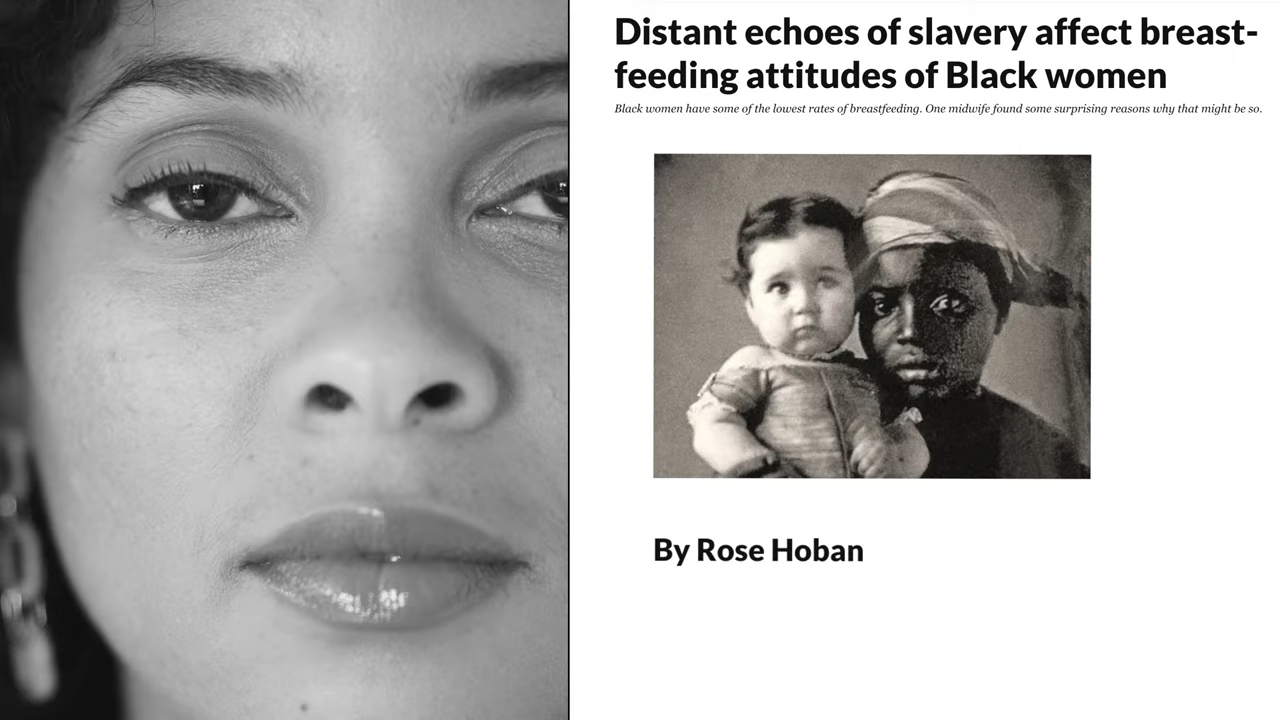 Distant echoes of slavery affect breast-
feeding attitudes of Black women
Black women have some of the lowest rates of breastfeeding. One midwife found some surprising reasons why that might be so.
By Rose Hoban